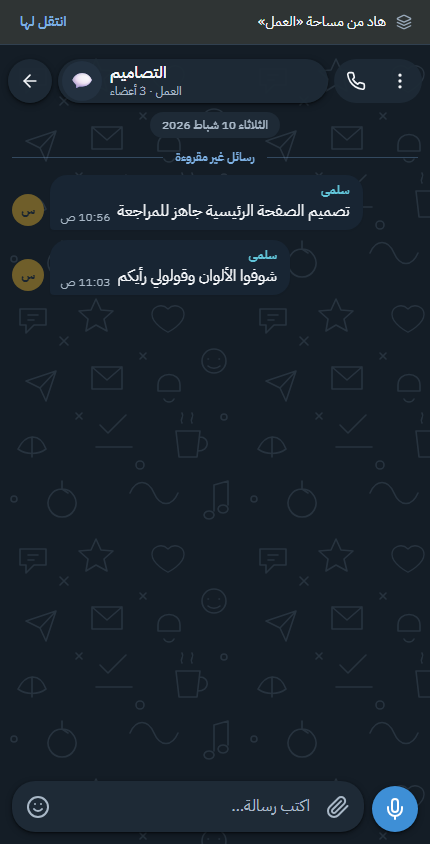 هاد من مساحة «العمل»
انتقل لها
التصاميم
العمل · 3 أعضاء
الثلاثاء 10 شباط 2026
رسائل غير مقروءة
سلمى
تصميم الصفحة الرئيسية جاهز للمراجعة
10:56 ص
س
سلمى
شوفوا الألوان وقولولي رأيكم
11:03 ص
س
اكتب رسالة...